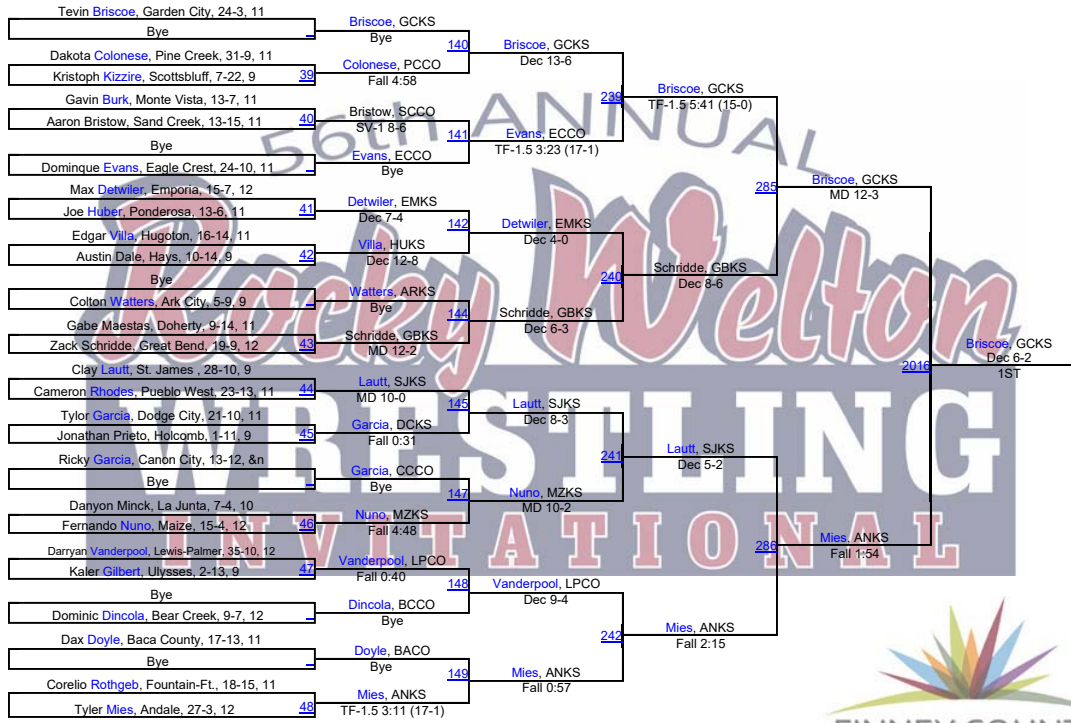 Tevin Briscoe, Garden City, 24-3, 11
Bye
Dakota Colonese, Pine Creek, 31-9, 11
Kristoph Kizzire, Scottsbluff, 7-22, 9
39
Gavin Burk, Monte Vista, 13-7, 11
Aaron Bristow, Sand Creek, 13-15, 11
40
Bye
Dominque Evans, Eagle Crest, 24-10, 11
Max Detwiler, Emporia, 15-7, 12
Joe Huber, Ponderosa, 13-6, 11
41
Edgar Villa, Hugoton, 16-14, 11
Austin Dale, Hays, 10-14, 9
42
Bye
Colton Watters, Ark City, 5-9, 9
Gabe Maestas, Doherty, 9-14, 11
Zack Schridde, Great Bend, 19-9, 12
43
Clay Lautt, St. James , 28-10, 9
Cameron Rhodes, Pueblo West, 23-13, 11
44
Tylor Garcia, Dodge City, 21-10, 11
Jonathan Prieto, Holcomb, 1-11, 9
45
Ricky Garcia, Canon City, 13-12, &n
Bye
Danyon Minck, La Junta, 7-4, 10
Fernando Nuno, Maize, 15-4, 12
46
Darryan Vanderpool, Lewis-Palmer, 35-10, 12
Kaler Gilbert, Ulysses, 2-13, 9
47
Bye
Dominic Dincola, Bear Creek, 9-7, 12
Dax Doyle, Baca County, 17-13, 11
Bye
Corelio Rothgeb, Fountain-Ft., 18-15, 11
Tyler Mies, Andale, 27-3, 12
48
Briscoe, GCKS
Bye
140
Colonese, PCCO
Fall 4:58
Bristow, SCCO
SV-1 8-6
141
Evans, ECCO
Bye
Detwiler, EMKS
Dec 7-4
142
Villa, HUKS
Dec 12-8
Watters, ARKS
Bye
144
Schridde, GBKS
MD 12-2
Lautt, SJKS
MD 10-0
145
Garcia, DCKS
Fall 0:31
Garcia, CCCO
Bye
147
Nuno, MZKS
Fall 4:48
Vanderpool, LPCO
Fall 0:40
148
Dincola, BCCO
Bye
Doyle, BACO
Bye
149
Mies, ANKS
TF-1.5 3:11 (17-1)
Briscoe, GCKS
Dec 13-6
239
Evans, ECCO
TF-1.5 3:23 (17-1)
Detwiler, EMKS
Dec 4-0
240
Schridde, GBKS
Dec 6-3
Lautt, SJKS
Dec 8-3
241
Nuno, MZKS
MD 10-2
Vanderpool, LPCO
Dec 9-4
242
Mies, ANKS
Fall 0:57
Briscoe, GCKS
TF-1.5 5:41 (15-0)
285
Schridde, GBKS
Dec 8-6
Lautt, SJKS
Dec 5-2
286
Mies, ANKS
Fall 2:15
Briscoe, GCKS
MD 12-3
2016
Mies, ANKS
Fall 1:54
Briscoe, GCKS
Dec 6-2
1ST
56th ANNUAL
Rocky Welton
WRESTLING
INVITATIONAL